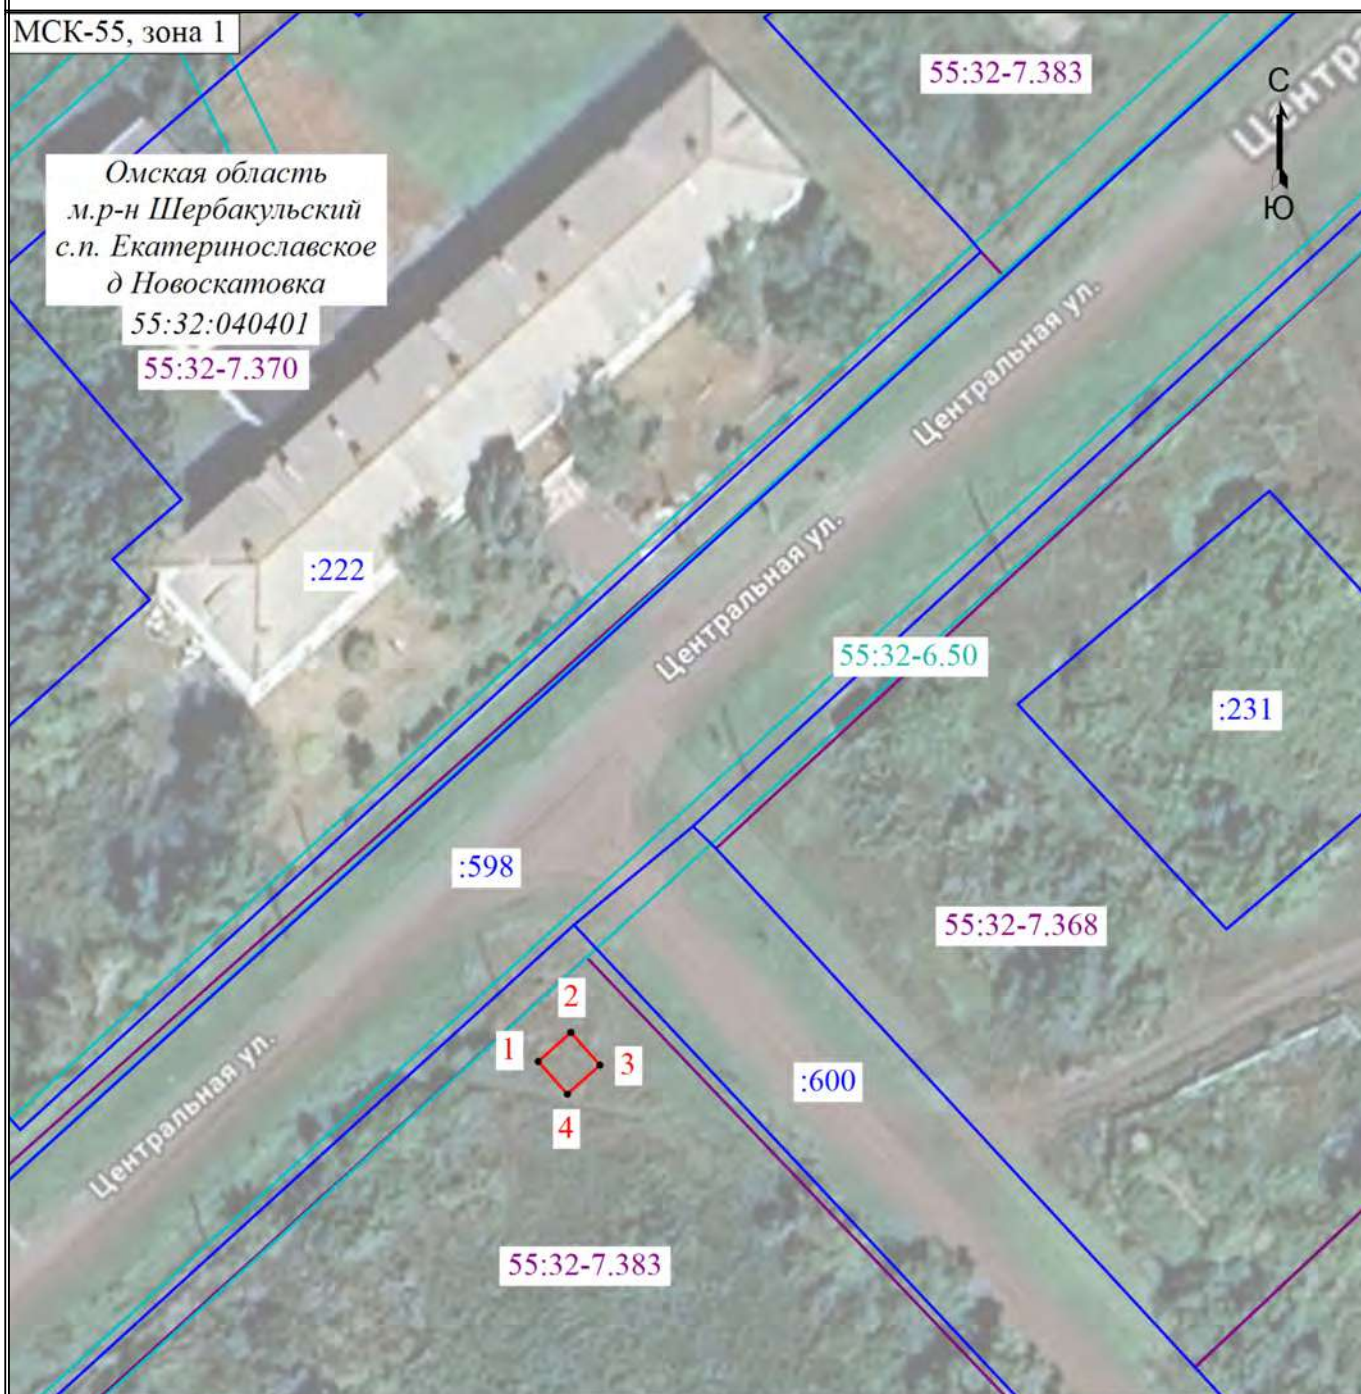 МСК-55, зона 1
55:32-7.383
Центра
С
Ю
Омская область
м.р-н Шербакульский
с.п. Екатеринославское
д Новоскатовка
55:32:040401
55:32-7.370
Центральная ул.
:222
Центральная ул.
55:32-6.50
:231
:598
55:32-7.368
2
1
3
:600
4
Центральная ул.
55:32-7.383